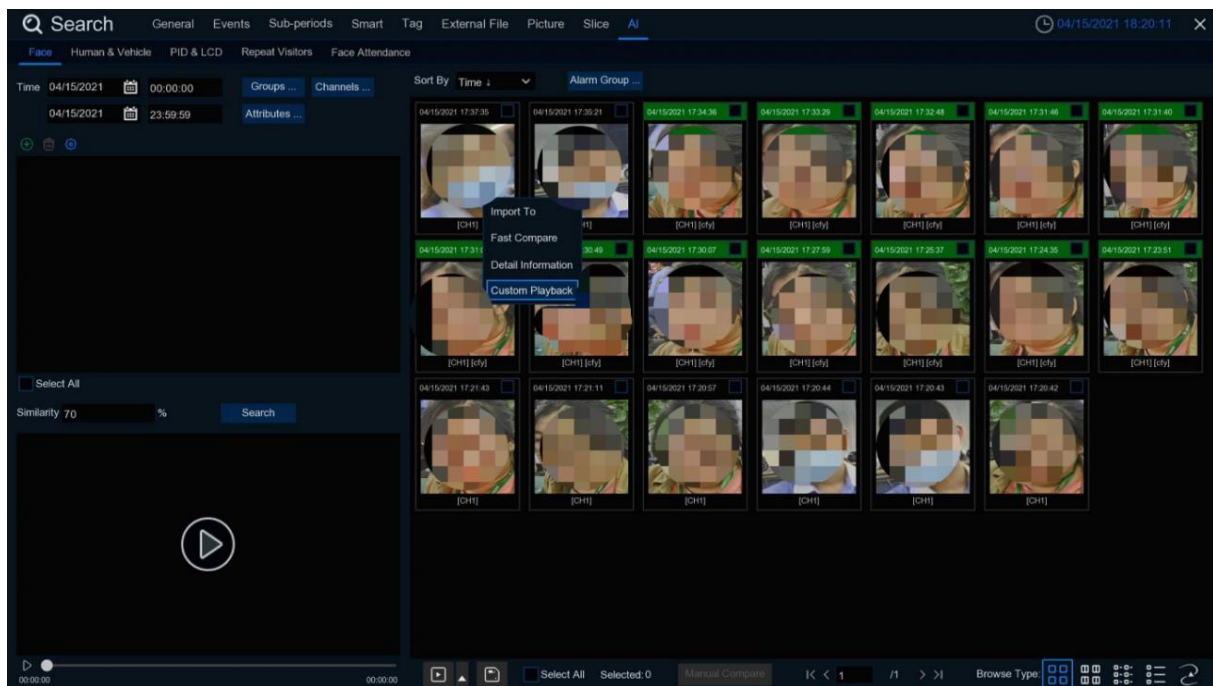 Search General Events Sub-periods Smart Tag External File Picture Slice AI 04/15/2021 18:20:11
Face Human & Vehicle PID & LCD Repeat Visitors Face Attendance
Time 04/15/2021 00:00:00 Groups ... Channels ...
04/15/2021 23:59:59 Attributes ...
Select All
Similarity 70 % Search
00:00:00 00:00:00
Sort By Time ↓ Alarm Group ...
04/15/2021 17:37:35 04/15/2021 17:35:21 04/15/2021 17:34:36 04/15/2021 17:33:29 04/15/2021 17:32:48 04/15/2021 17:31:46 04/15/2021 17:31:40
[CH1] [CH1] [cfy] [CH1] [cfy] [CH1] [cfy] [CH1] [cfy] [CH1] [cfy]
Import To
Fast Compare
Detail Information
Custom Playback
04/15/2021 17:30:07 04/15/2021 17:27:59 04/15/2021 17:25:37 04/15/2021 17:24:35 04/15/2021 17:23:51
[CH1] [cfy] [CH1] [cfy] [CH1] [cfy] [CH1] [cfy] [CH1] [cfy] [CH1] [cfy] [CH1] [cfy]
04/15/2021 17:21:43 04/15/2021 17:21:11 04/15/2021 17:20:57 04/15/2021 17:20:44 04/15/2021 17:20:43 04/15/2021 17:20:42
[CH1] [CH1] [CH1] [CH1] [CH1] [CH1]
Select All Selected: 0 Manual Compare 1 /1 Browse Type: